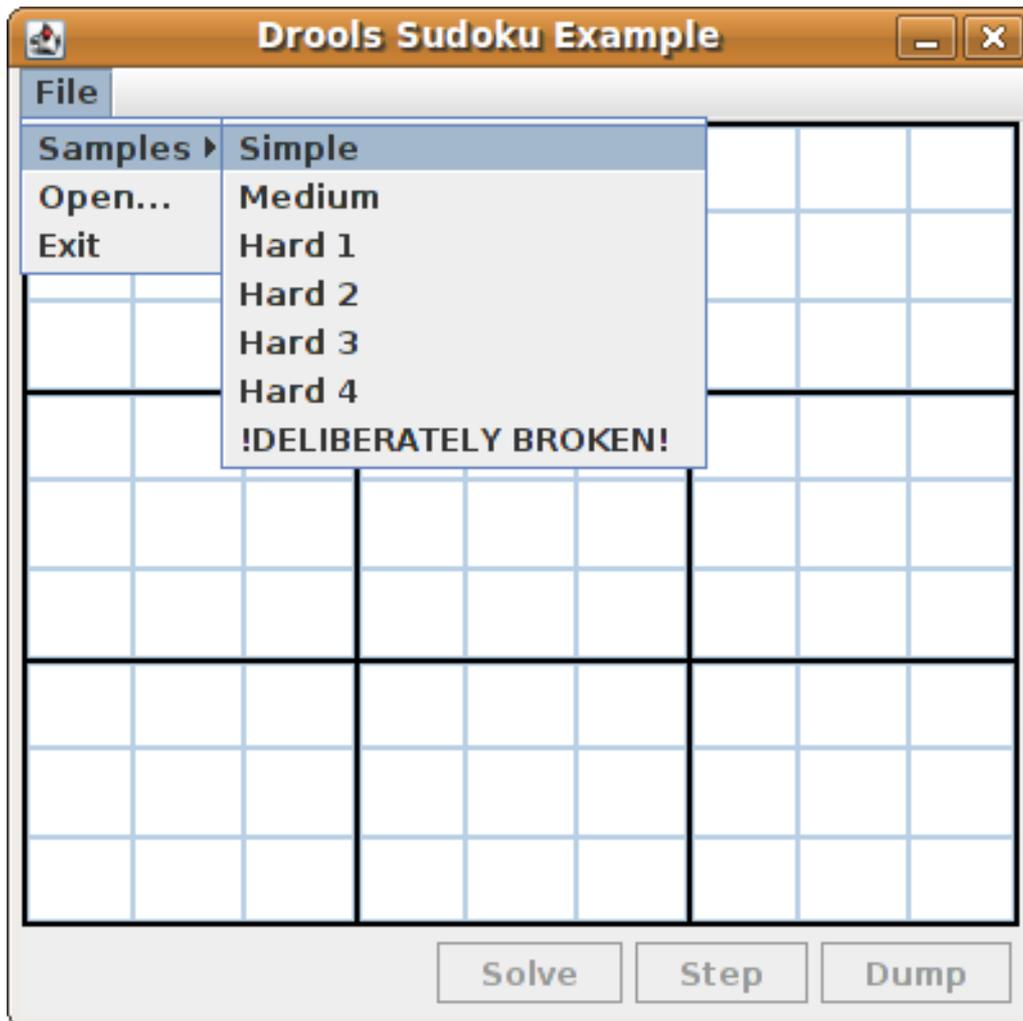 Drools Sudoku Example
File
Samples
Open...
Exit
Simple
Medium
Hard 1
Hard 2
Hard 3
Hard 4
!DELIBERATELY BROKEN!
Solve
Step
Dump